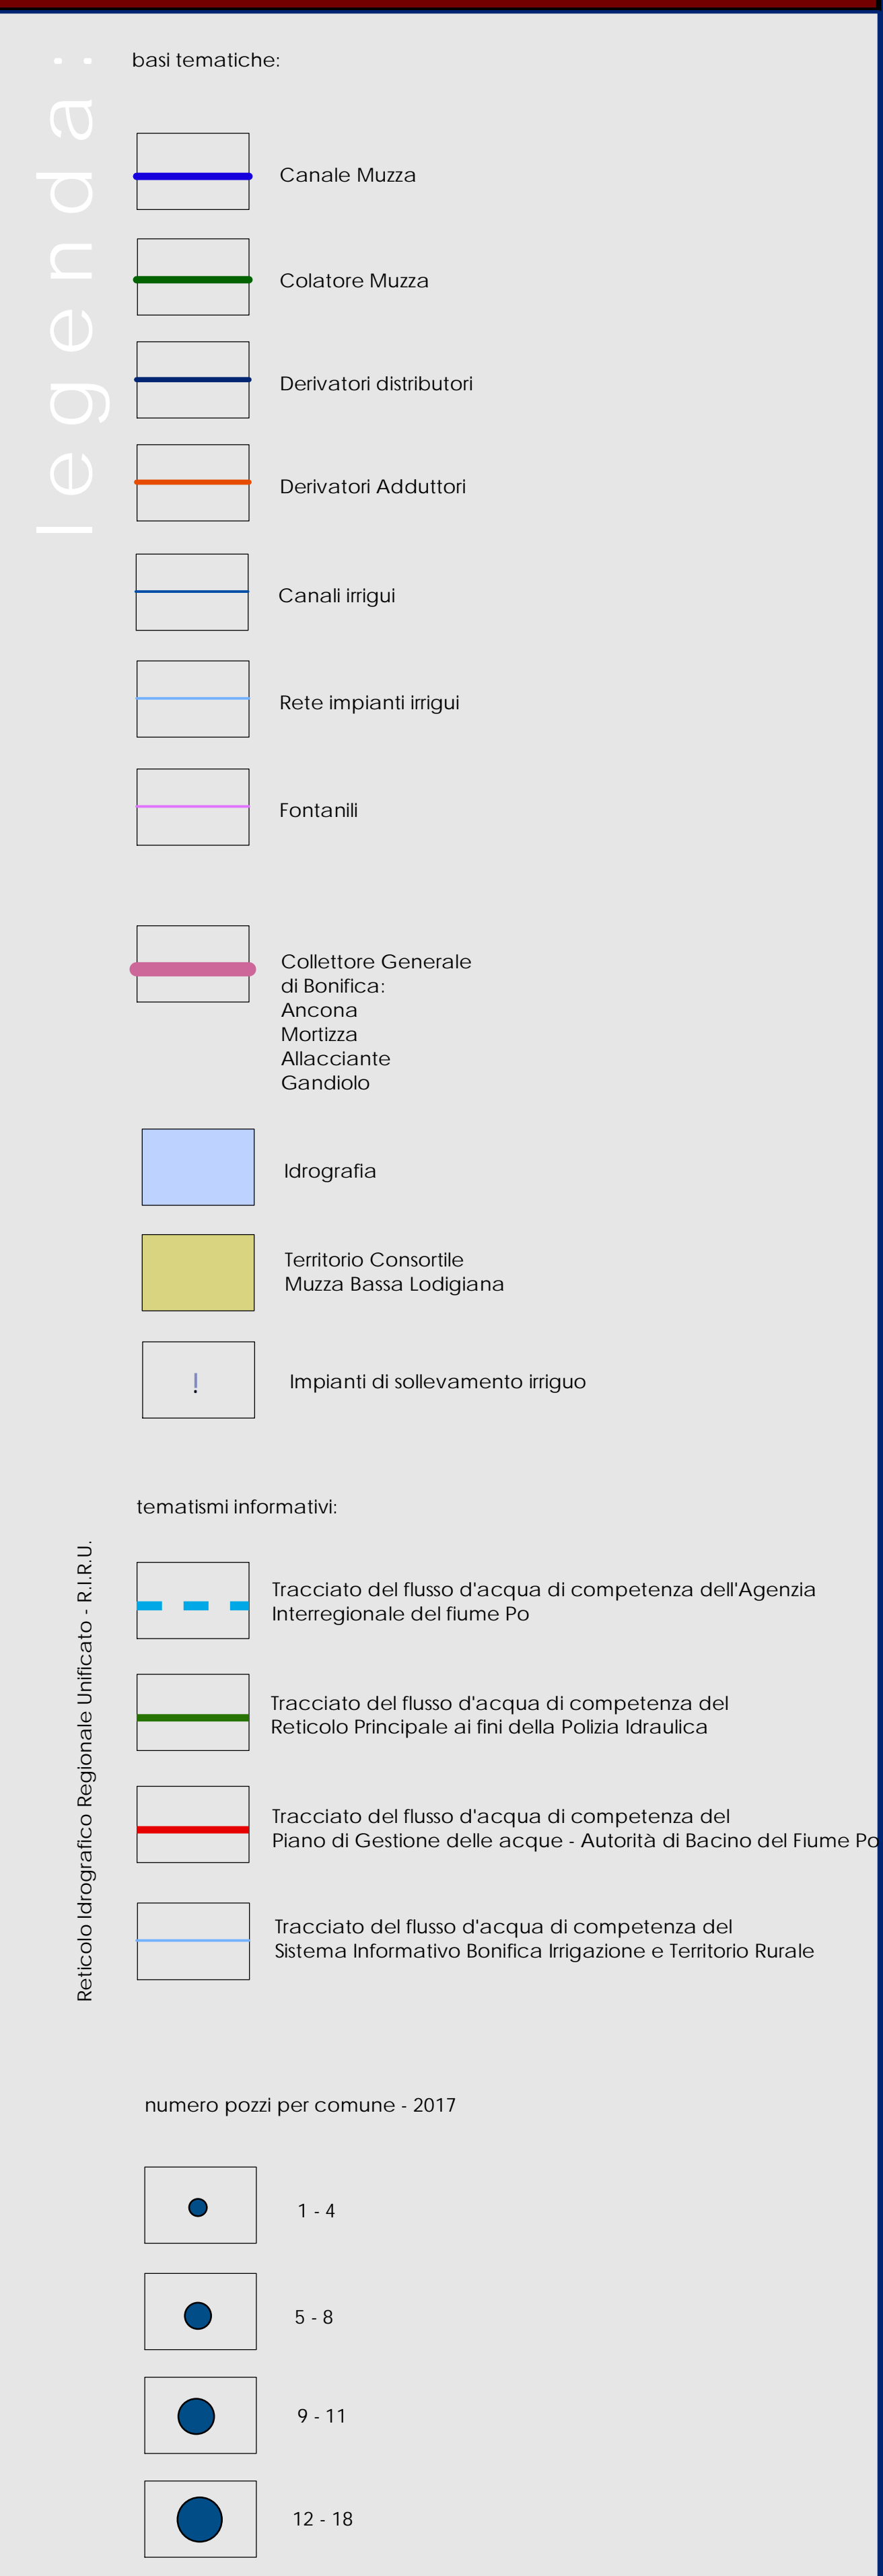 legenda:
basi tematiche:
Canale Muzza
Colatore Muzza
Derivatori distributori
Derivatori Adduttori
Canali irrigui
Rete impianti irrigui
Fontanili
Collettore Generale
di Bonifica:
Ancona
Mortizza
Allacciante
Gandiolo
Idrografia
Territorio Consortile
Muzza Bassa Lodigiana
!
Impianti di sollevamento irriguo
tematismi informativi:
Reticolo Idrografico Regionale Unificato - R.I.R.U.
Tracciato del flusso d'acqua di competenza dell'Agenzia
Interregionale del fiume Po
Tracciato del flusso d'acqua di competenza del
Reticolo Principale ai fini della Polizia Idraulica
Tracciato del flusso d'acqua di competenza del
Piano di Gestione delle acque - Autorità di Bacino del Fiume Po
Tracciato del flusso d'acqua di competenza del
Sistema Informativo Bonifica Irrigazione e Territorio Rurale
numero pozzi per comune - 2017
1 - 4
5 - 8
9 - 11
12 - 18